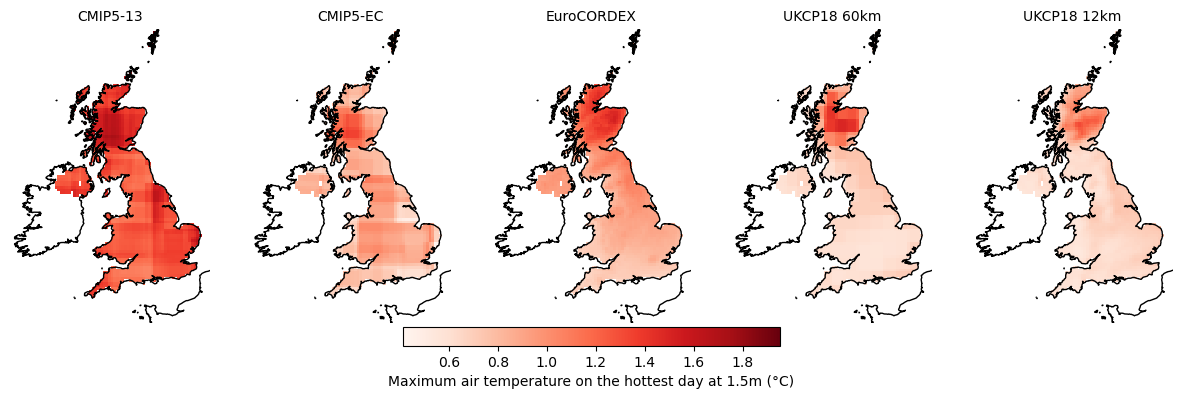 CMIP5-13 CMIP5-EC EuroCORDEX UKCP18 60km UKCP18 12km
0.6 0.8 1.0 1.2 1.4 1.6 1.8
Maximum air temperature on the hottest day at 1.5m (°C)